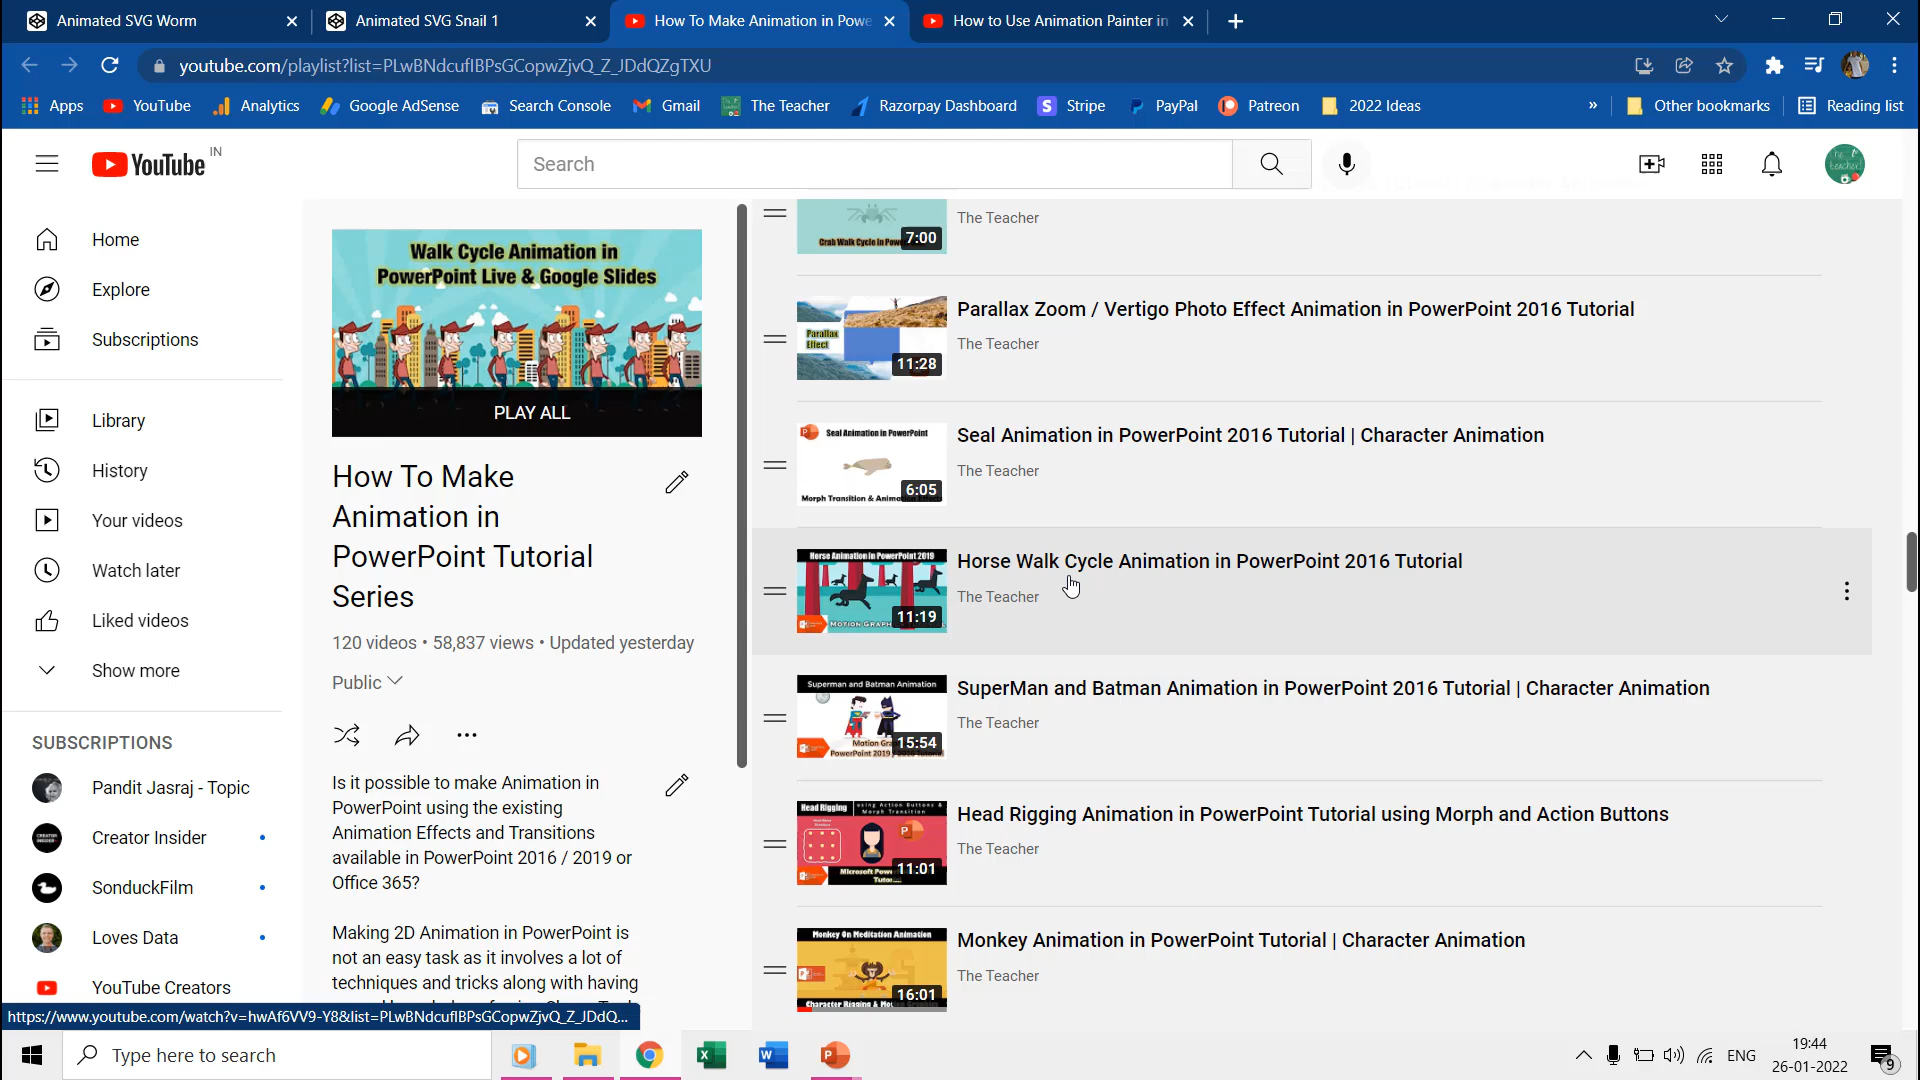 Animated SVG Worm
Animated SVG Snail 1
How To Make Animation in Powe
How to Use Animation Painter in
youtube.com/playlist?list=PLwBNdcufIBPsGCopwZjvQ_Z_JDdQZgTXU
Apps
YouTube
Analytics
Google AdSense
Search Console
Gmail
The Teacher
Razorpay Dashboard
Stripe
PayPal
Patreon
2022 Ideas
»
Other bookmarks
Reading list
YouTube IN
Search
Home
Explore
Subscriptions
Library
History
Your videos
Watch later
Liked videos
Show more
SUBSCRIPTIONS
Pandit Jasraj - Topic
Creator Insider
SonduckFilm
Loves Data
YouTube Creators
Walk Cycle Animation in
PowerPoint Live & Google Slides
PLAY ALL
How To Make
Animation in
PowerPoint Tutorial
Series
120 videos • 58,837 views • Updated yesterday
Public
Is it possible to make Animation in
PowerPoint using the existing
Animation Effects and Transitions
available in PowerPoint 2016 / 2019 or
Office 365?
Making 2D Animation in PowerPoint is
not an easy task as it involves a lot of
techniques and tricks along with having
7:00
The Teacher
Parallax
Effect
11:28
Parallax Zoom / Vertigo Photo Effect Animation in PowerPoint 2016 Tutorial
The Teacher
Seal Animation in PowerPoint
6:05
Seal Animation in PowerPoint 2016 Tutorial | Character Animation
The Teacher
Horse Animation in PowerPoint 2019
11:19
Horse Walk Cycle Animation in PowerPoint 2016 Tutorial
The Teacher
Superman and Batman Animation
15:54
SuperMan and Batman Animation in PowerPoint 2016 Tutorial | Character Animation
The Teacher
Head Rigging
using Action Buttons &
Morph Transition
11:01
Head Rigging Animation in PowerPoint Tutorial using Morph and Action Buttons
The Teacher
Monkey On Meditation Animation
16:01
Monkey Animation in PowerPoint Tutorial | Character Animation
The Teacher
https://www.youtube.com/watch?v=hwAf6VV9-Y8&list=PLwBNdcufIBPsGCopwZjvQ_Z_JDdQ...
Type here to search
ENG
19:44
26-01-2022
9